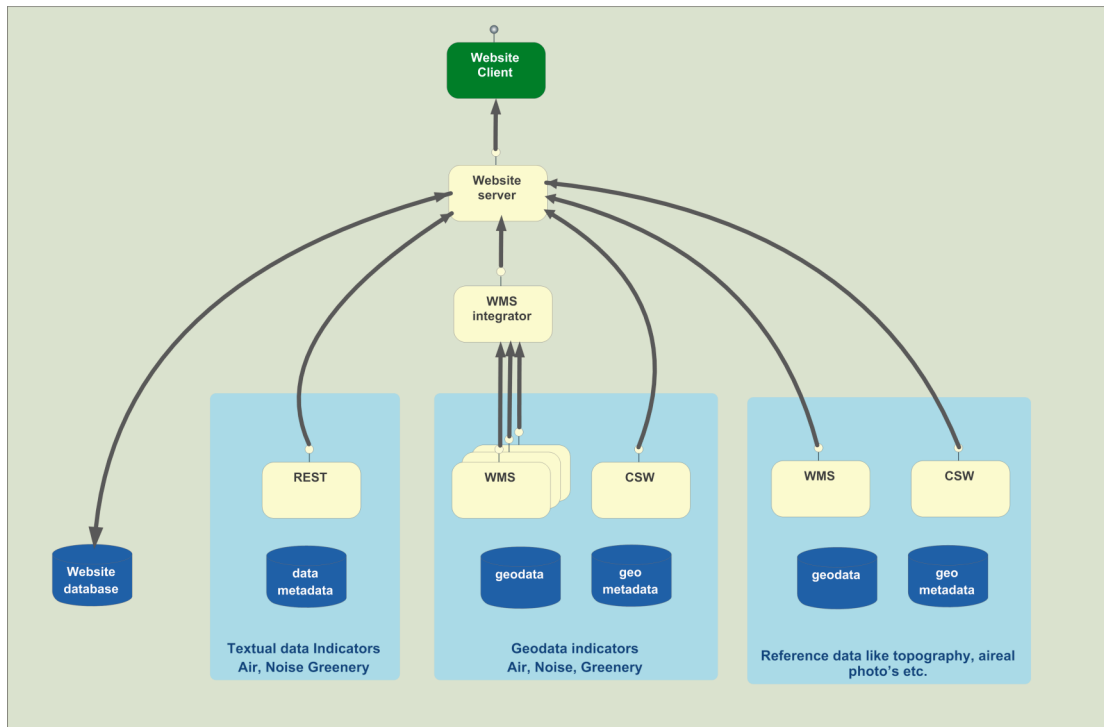 Website
Client
Website
server
WMS
integrator
REST
WMS
CSW
WMS
CSW
Website
database
data
metadata
geodata
geo
metadata
geodata
geo
metadata
Textual data Indicators
Air, Noise Greenery
Geodata indicators
Air, Noise, Greenery
Reference data like topography, aireal
photo's etc.